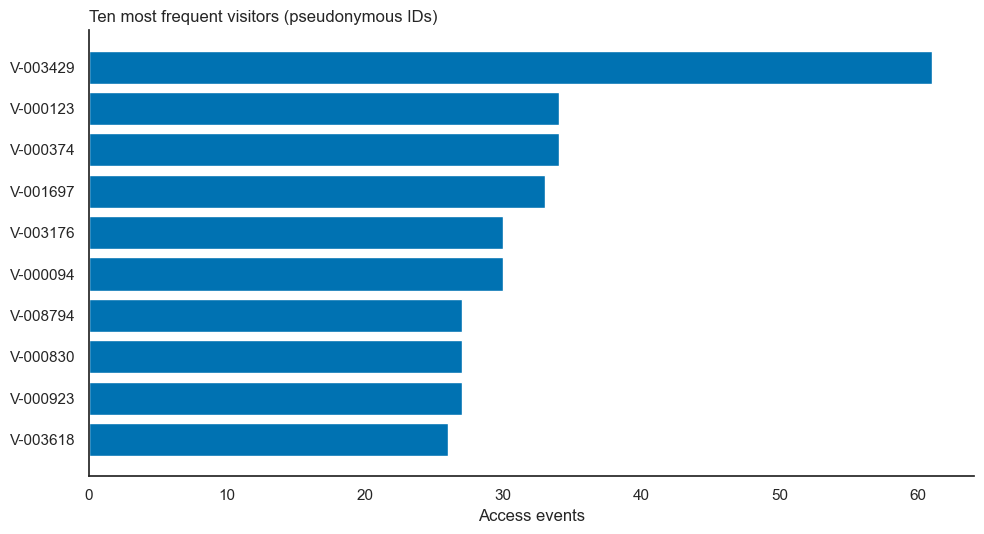 Ten most frequent visitors (pseudonymous IDs)
V-003429
V-000123
V-000374
V-001697
V-003176
V-000094
V-008794
V-000830
V-000923
V-003618
0 10 20 30 40 50 60
Access events